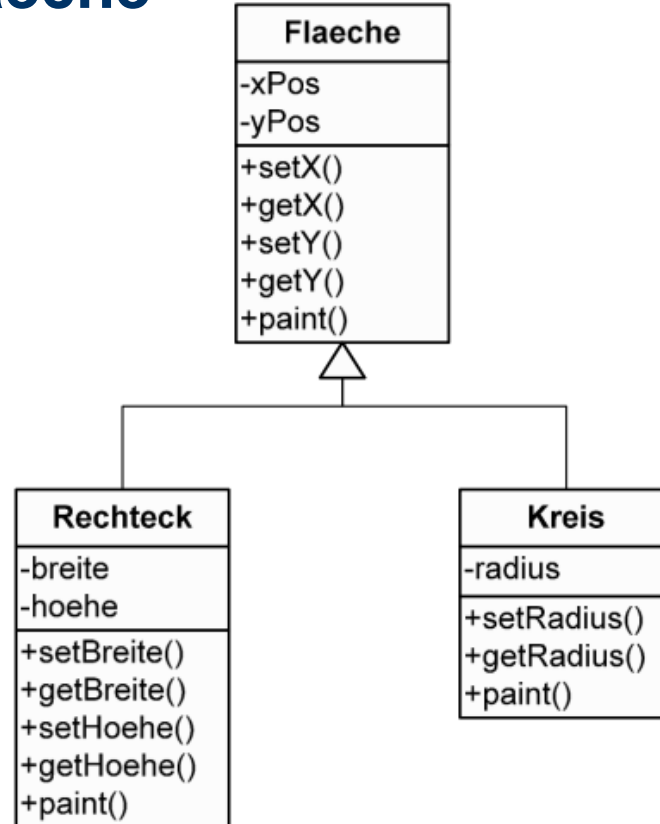 Flaeche
-xPos
-yPos
+setX()
+getX()
+setY()
+getY()
+paint()
Rechteck
-breite
-hoehe
+setBreite()
+getBreite()
+setHoehe()
+getHoehe()
+paint()
Kreis
-radius
+setRadius()
+getRadius()
+paint()